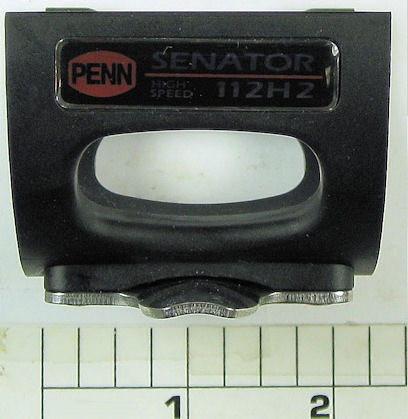 PENN SENATOR
HIGH SPEED 112H2
1 2